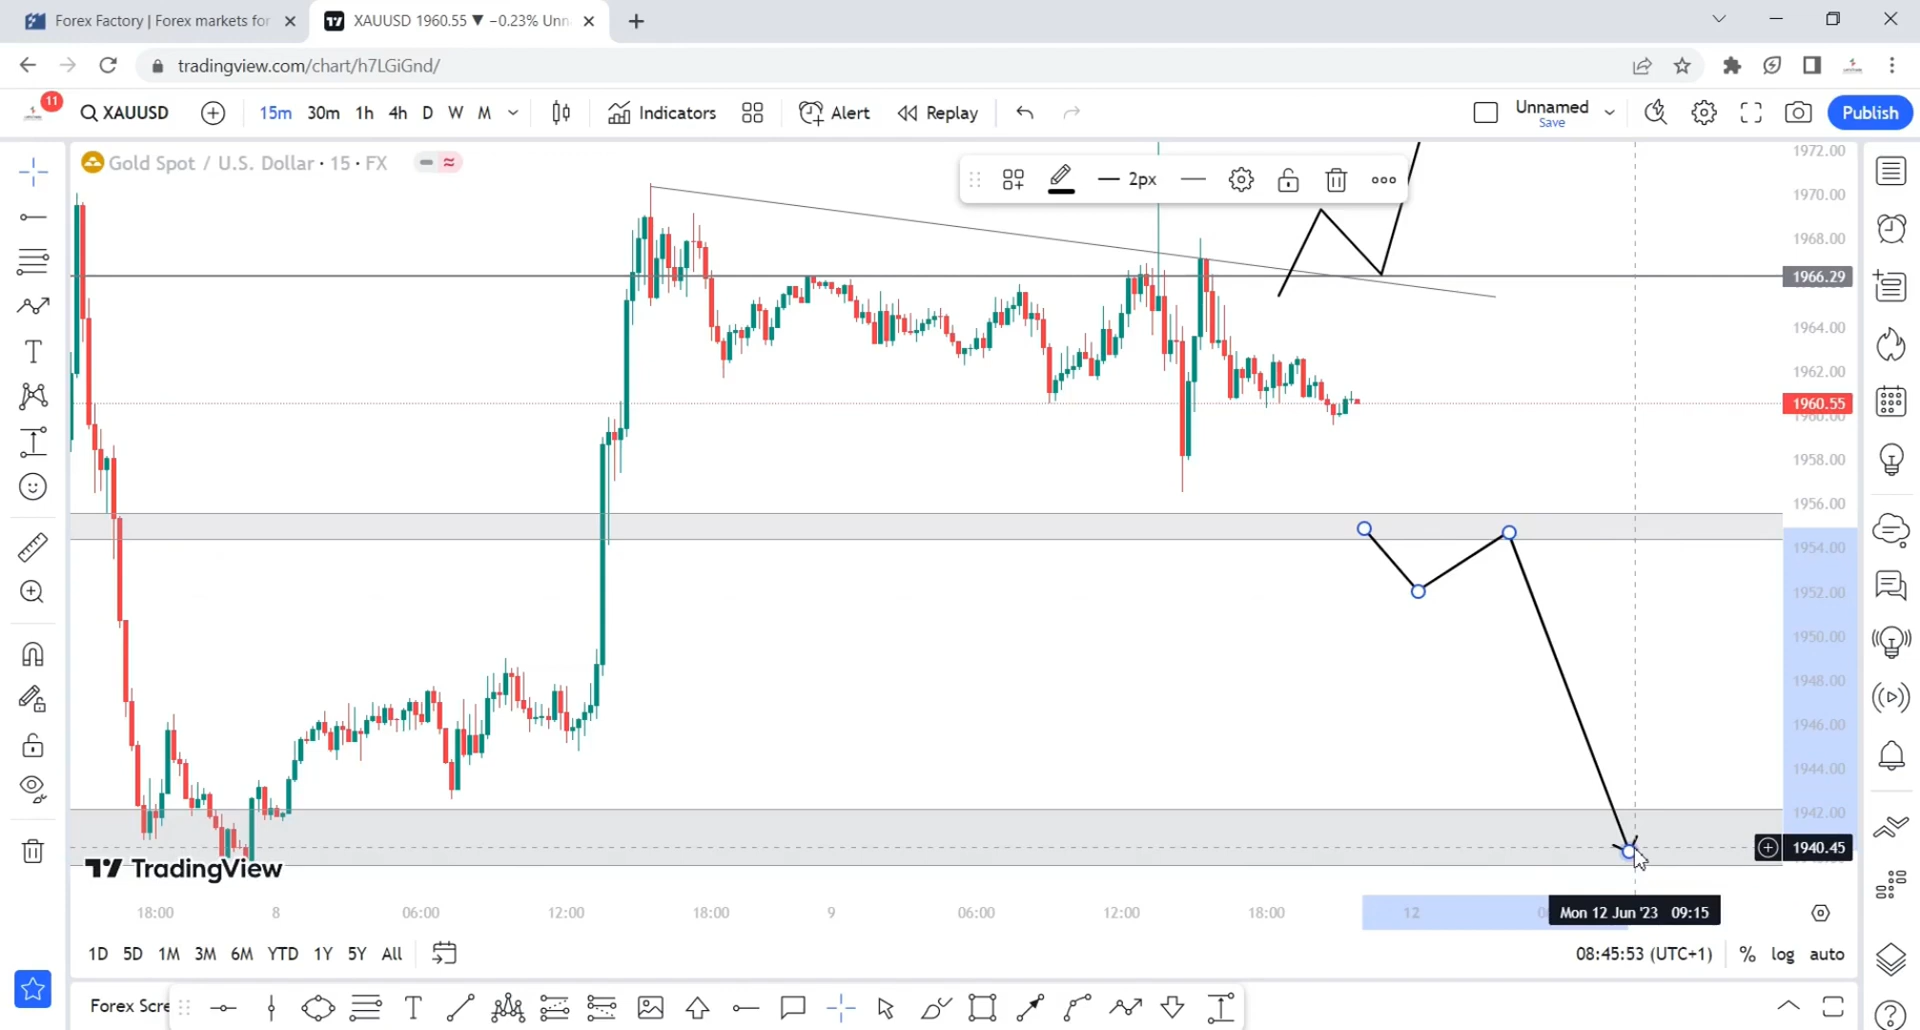 Forex Factory | Forex markets for
XAUUSD 1960.55 ▼ −0.23% Unn
tradingview.com/chart/h7LGiGnd/
11
XAUUSD
15m 30m 1h 4h D W M
Indicators
Alert
Replay
Unnamed
Save
Publish
Gold Spot / U.S. Dollar · 15 · FX
2px
1972.00
1970.00
1968.00
1966.29
1964.00
1962.00
1960.55
1960.00
1958.00
1956.00
1954.00
1952.00
1950.00
1948.00
1946.00
1944.00
1942.00
1940.45
TradingView
18:00 8 06:00 12:00 18:00 9 06:00 12:00 18:00 12
Mon 12 Jun '23 09:15
1D 5D 1M 3M 6M YTD 1Y 5Y All
08:45:53 (UTC+1) % log auto
Forex Scre